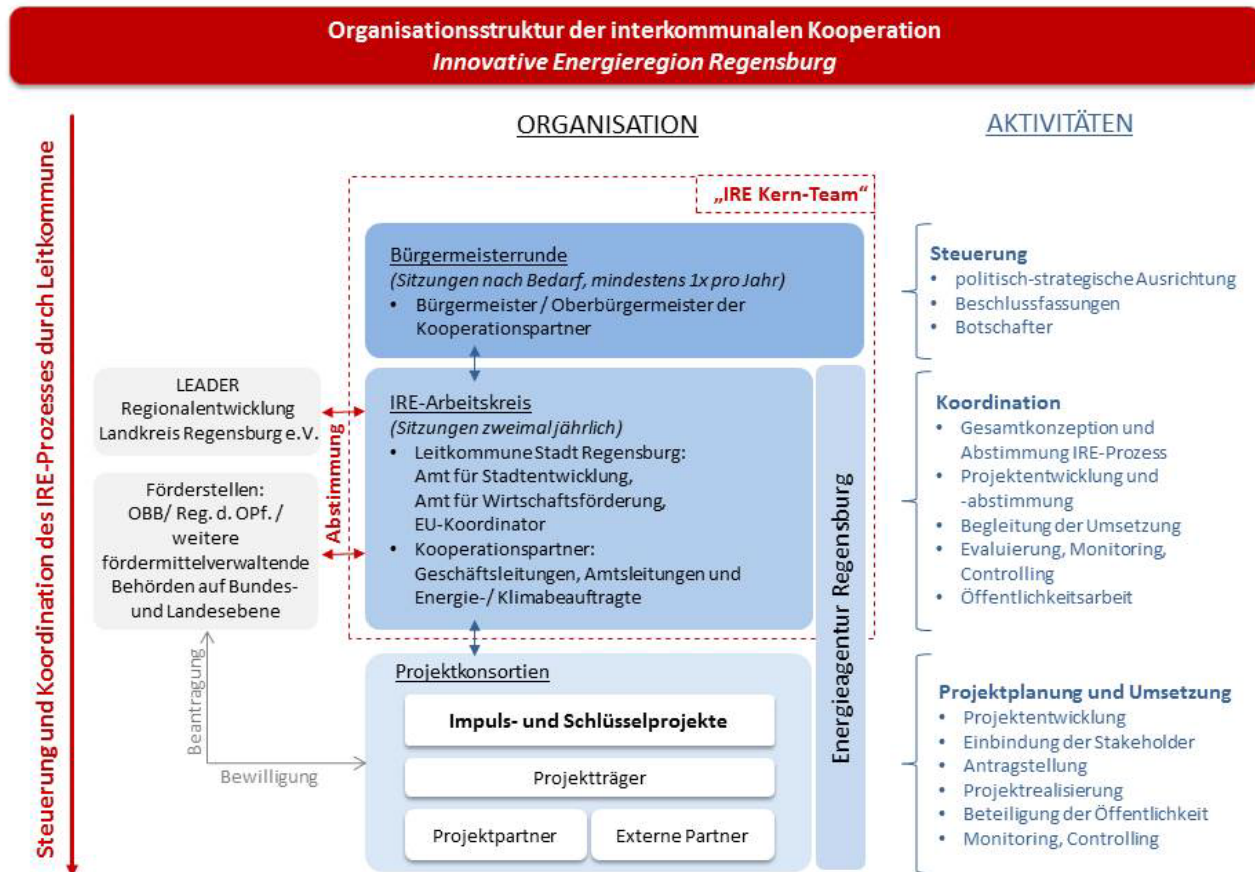 Organisationsstruktur der interkommunalen Kooperation
Innovative Energieregion Regensburg
Steuerung und Koordination des IRE-Prozesses durch Leitkommune
ORGANISATION
AKTIVITÄTEN
„IRE Kern-Team“
Bürgermeisterrunde
(Sitzungen nach Bedarf, mindestens 1x pro Jahr)
• Bürgermeister / Oberbürgermeister der
Kooperationspartner
Steuerung
• politisch-strategische Ausrichtung
• Beschlussfassungen
• Botschafter
LEADER
Regionalentwicklung
Landkreis Regensburg e.V.
Förderstellen:
OBB/ Reg. d. OPf. /
weitere
fördermittelverwaltende
Behörden auf Bundes-
und Landesebene
Abstimmung
IRE-Arbeitskreis
(Sitzungen zweimal jährlich)
• Leitkommune Stadt Regensburg:
Amt für Stadtentwicklung,
Amt für Wirtschaftsförderung,
EU-Koordinator
• Kooperationspartner:
Geschäftsleitungen, Amtsleitungen und
Energie-/ Klimabeauftragte
Energieagentur Regensburg
Koordination
• Gesamtkonzeption und
Abstimmung IRE-Prozess
• Projektentwicklung und
-abstimmung
• Begleitung der Umsetzung
• Evaluierung, Monitoring,
Controlling
• Öffentlichkeitsarbeit
Beantragung
Bewilligung
Projektkonsortien
Impuls- und Schlüsselprojekte
Projektträger
Projektpartner
Externe Partner
Projektplanung und Umsetzung
• Projektentwicklung
• Einbindung der Stakeholder
• Antragstellung
• Projektrealisierung
• Beteiligung der Öffentlichkeit
• Monitoring, Controlling